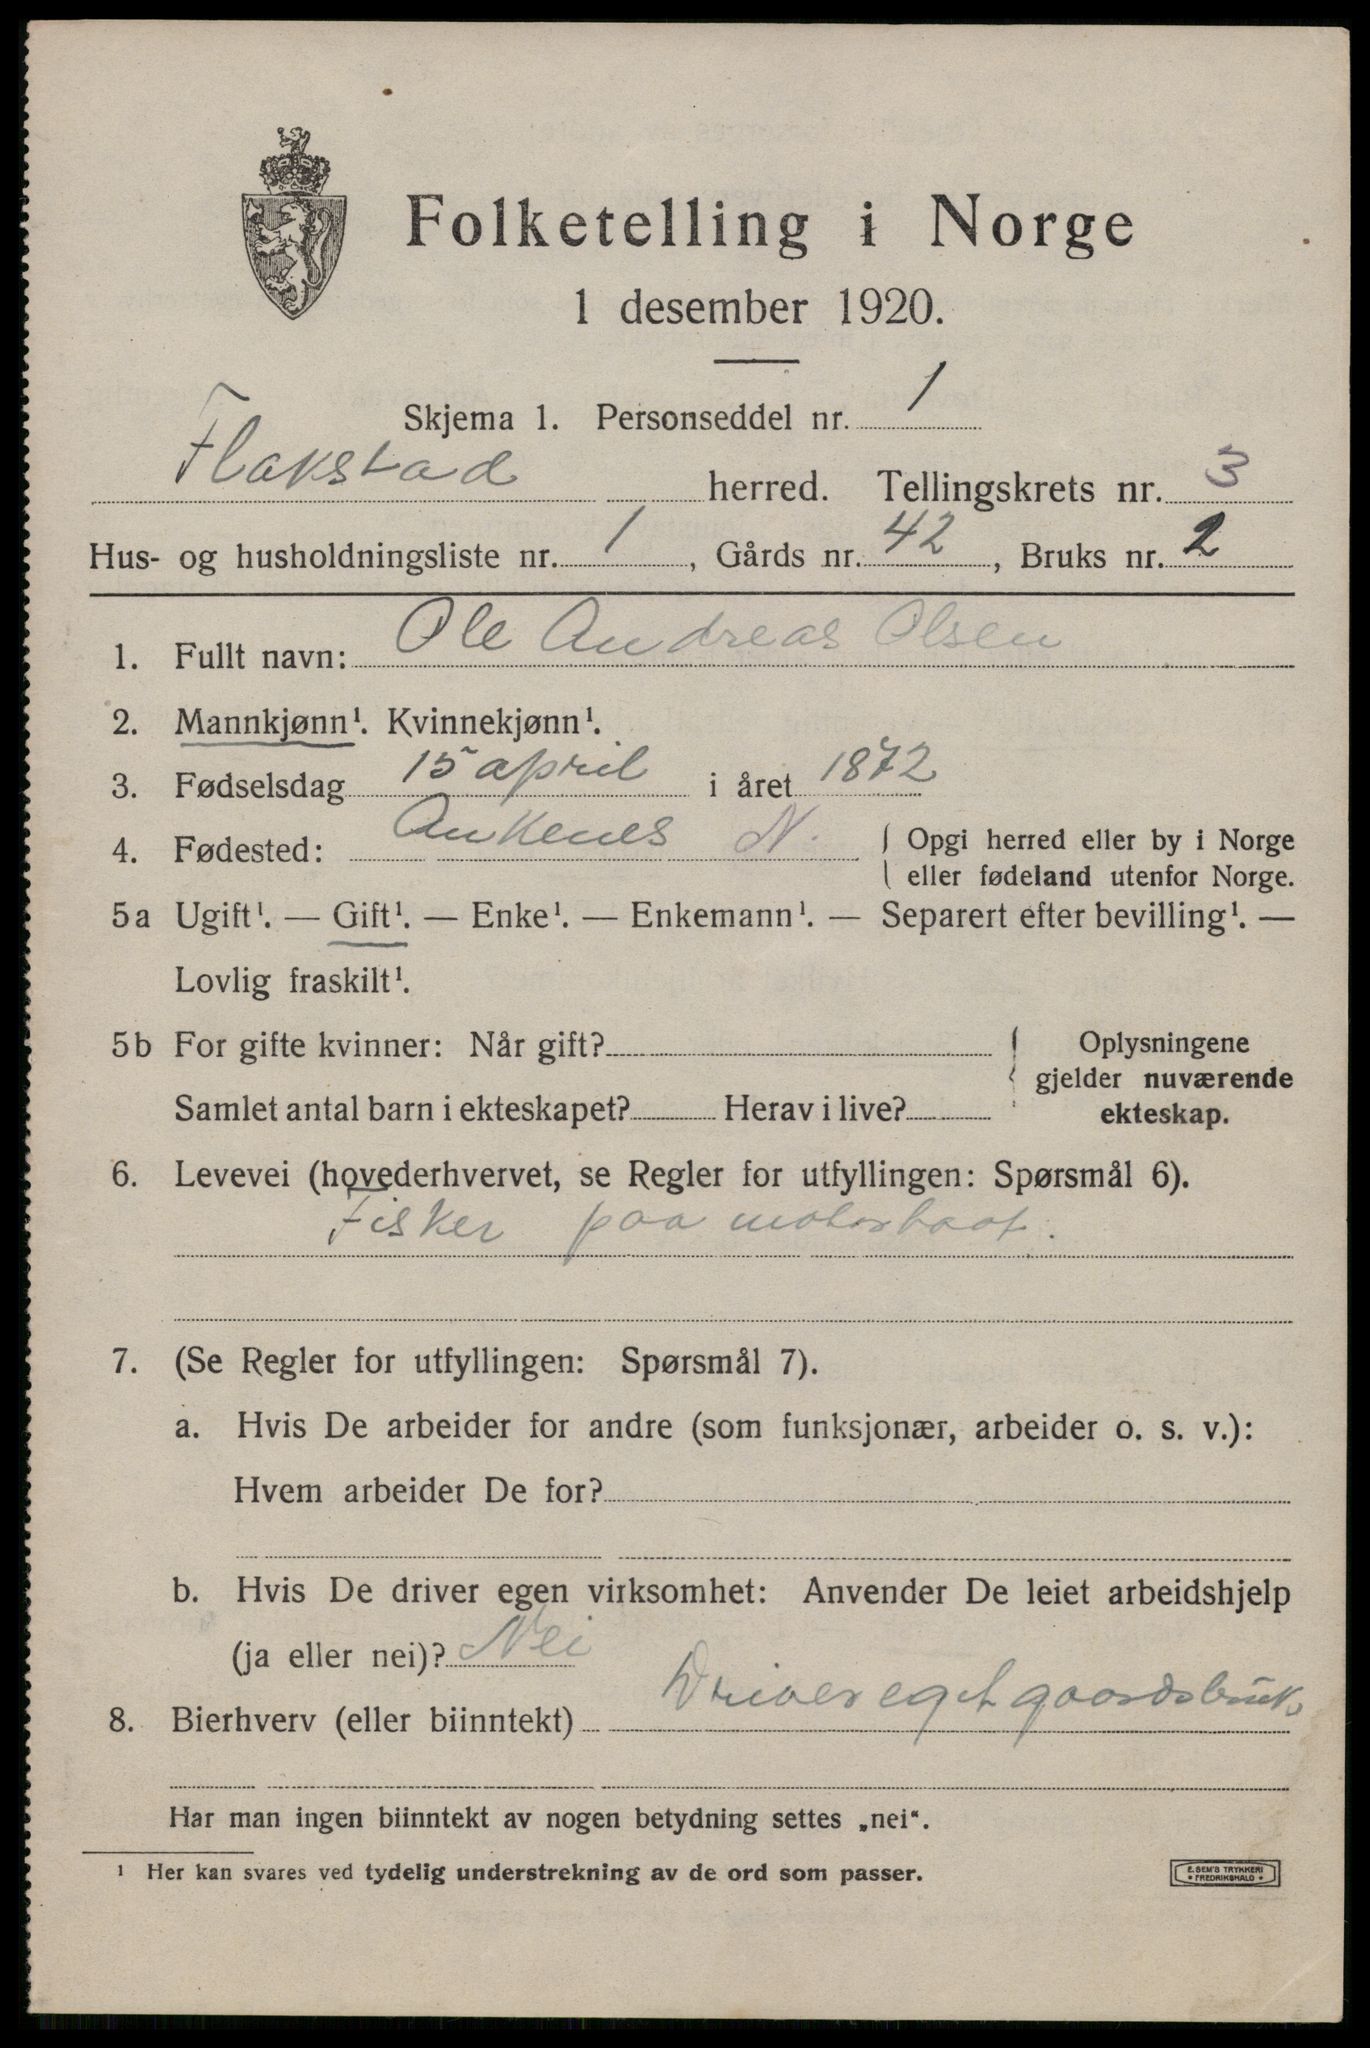 Folketelling i Norge
1 desember 1920.
Skjema 1. Personseddel nr. 1
Flakstad herred. Tellingskrets nr. 3
Hus- og husholdningsliste nr. 1, Gårds nr. 42, Bruks nr. 2
1. Fullt navn: Ole Andreas Olsen
2. Mannkjønn¹. Kvinnekjønn¹.
3. Fødselsdag 15 april i året 1872
4. Fødested: Ankenes N. { Opgi herred eller by i Norge
eller fødeland utenfor Norge.
5a Ugift¹. — Gift¹. — Enke¹. — Enkemann¹. — Separert efter bevilling¹. —
Lovlig fraskilt¹.
5b For gifte kvinner: Når gift? Oplysningene
gjelder nuværende
Samlet antal barn i ekteskapet? Herav i live? ekteskap.
6. Levevei (hovederhvervet, se Regler for utfyllingen: Spørsmål 6).
Fisker paa motorbaat.
7. (Se Regler for utfyllingen: Spørsmål 7).
a. Hvis De arbeider for andre (som funksjonær, arbeider o. s. v.):
Hvem arbeider De for?
b. Hvis De driver egen virksomhet: Anvender De leiet arbeidshjelp
(ja eller nei)? Nei
8. Bierhverv (eller biinntekt) Driver eget gaardsbruk
Har man ingen biinntekt av nogen betydning settes „nei".
¹ Her kan svares ved tydelig understrekning av de ord som passer.
E. SEM'S TRYKKERI
* FREDRIKSHALD *